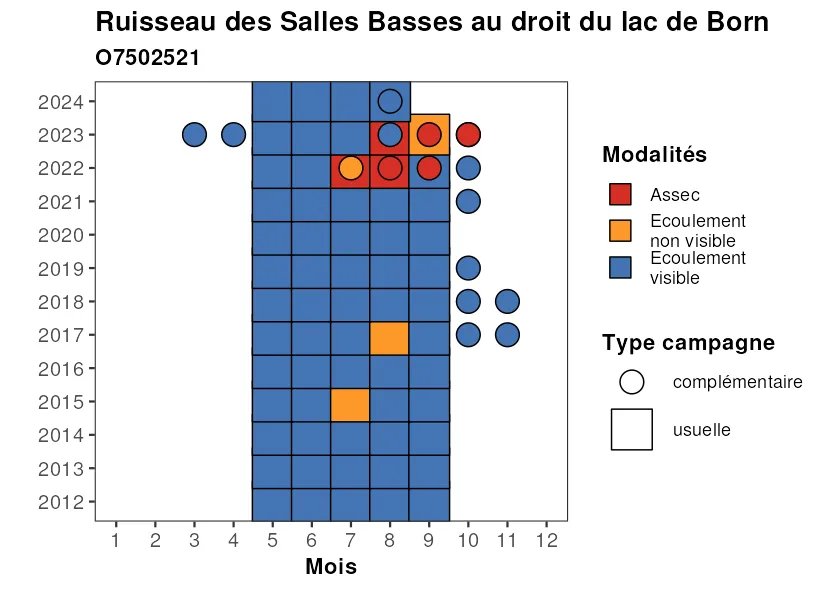 Ruisseau des Salles Basses au droit du lac de Born
O7502521
2024
2023
2022
2021
2020
2019
2018
2017
2016
2015
2014
2013
2012
1 2 3 4 5 6 7 8 9 10 11 12
Mois
Modalités
Assec
Ecoulement
non visible
Ecoulement
visible
Type campagne
complémentaire
usuelle